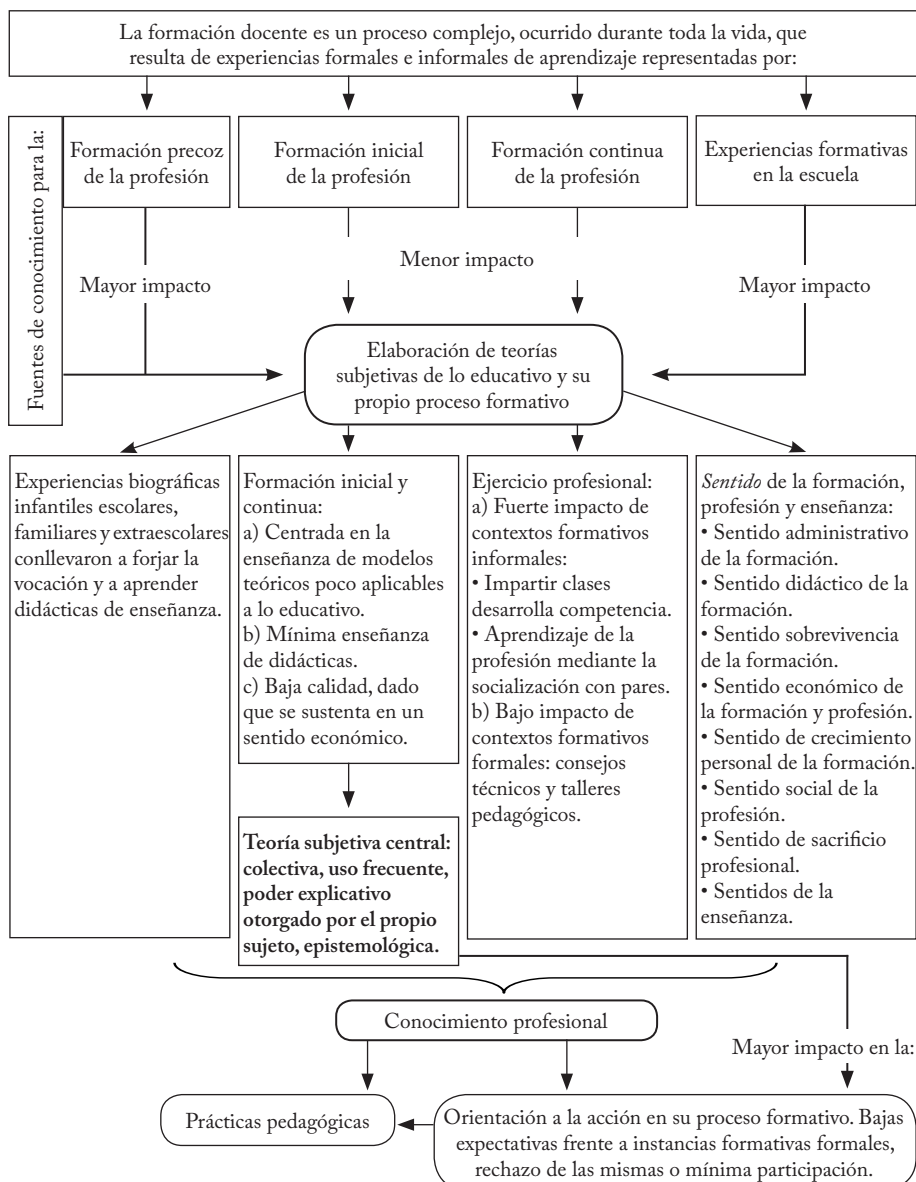 La formación docente es un proceso complejo, ocurrido durante toda la vida, que
resulta de experiencias formales e informales de aprendizaje representadas por:
Fuentes de conocimiento para la:
Formación precoz
de la profesión
Formación inicial
de la profesión
Formación continua
de la profesión
Experiencias formativas
en la escuela
Mayor impacto
Menor impacto
Mayor impacto
Elaboración de teorías
subjetivas de lo educativo y su
propio proceso formativo
Experiencias biográficas
infantiles escolares,
familiares y extraescolares
conllevaron a forjar la
vocación y a aprender
didácticas de enseñanza.
Formación inicial y
continua:
a) Centrada en la
enseñanza de modelos
teóricos poco aplicables
a lo educativo.
b) Mínima enseñanza
de didácticas.
c) Baja calidad, dado
que se sustenta en un
sentido económico.
Teoría subjetiva central:
colectiva, uso frecuente,
poder explicativo
otorgado por el propio
sujeto, epistemológica.
Ejercicio profesional:
a) Fuerte impacto de
contextos formativos
informales:
• Impartir clases
desarrolla competencia.
• Aprendizaje de la
profesión mediante la
socialización con pares.
b) Bajo impacto de
contextos formativos
formales: consejos
técnicos y talleres
pedagógicos.
Sentido de la formación,
profesión y enseñanza:
• Sentido administrativo
de la formación.
• Sentido didáctico de la
formación.
• Sentido sobrevivencia
de la formación.
• Sentido económico de
la formación y profesión.
• Sentido de crecimiento
personal de la formación.
• Sentido social de la
profesión.
• Sentido de sacrificio
profesional.
• Sentidos de la
enseñanza.
Conocimiento profesional
Mayor impacto en la:
Prácticas pedagógicas
Orientación a la acción en su proceso formativo. Bajas
expectativas frente a instancias formativas formales,
rechazo de las mismas o mínima participación.